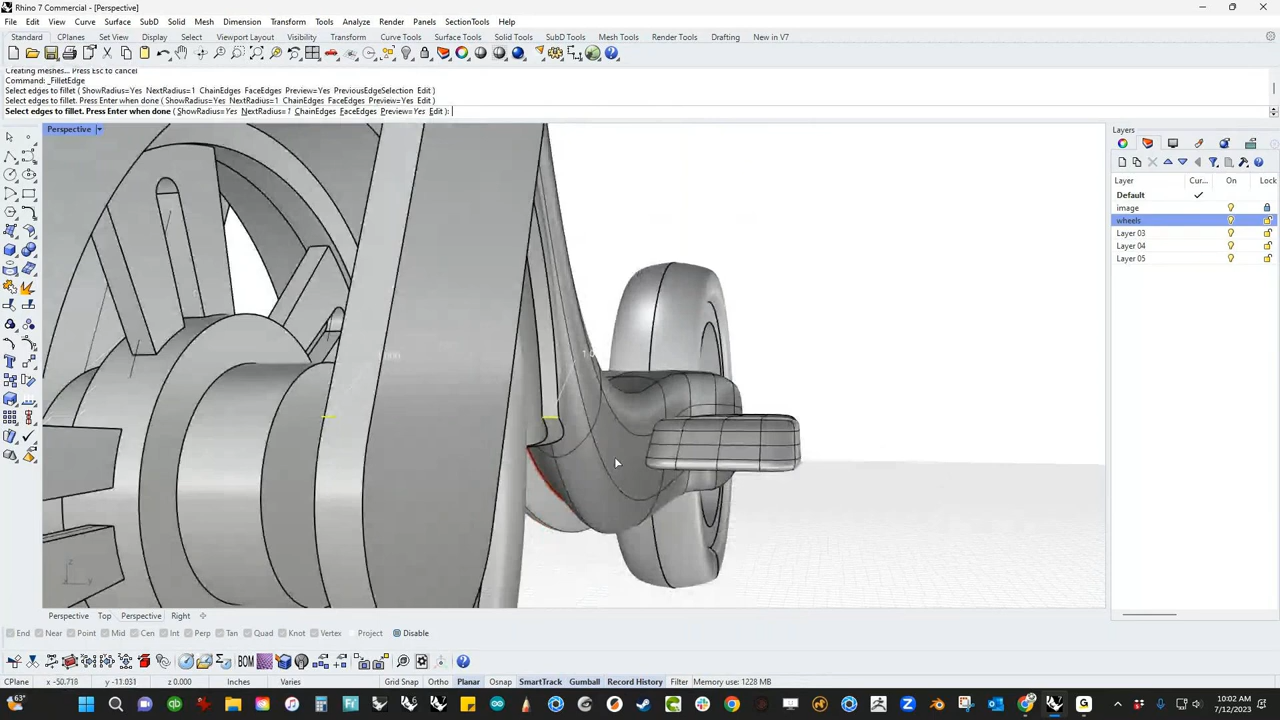 Rhino 7 Commercial - [Perspective]
File Edit View Curve Surface SubD Solid Mesh Dimension Transform Tools Analyze Render Panels SectionTools Help
Standard CPlanes Set View Display Select Viewport Layout Visibility Transform Curve Tools Surface Tools Solid Tools SubD Tools Mesh Tools Render Tools Drafting New in V7
Creating meshes... Press Esc to cancel
Command: _FilletEdge
Select edges to fillet ( ShowRadius=Yes NextRadius=1 ChainEdges FaceEdges Preview=Yes PreviousEdgeSelection Edit )
Select edges to fillet. Press Enter when done ( ShowRadius=Yes NextRadius=1 ChainEdges FaceEdges Preview=Yes Edit )
Select edges to fillet. Press Enter when done ( ShowRadius=Yes NextRadius=1 ChainEdges FaceEdges Preview=Yes Edit ):
Perspective
Layers
Layer Cur... On Lock
Default
image
wheels
Layer 03
Layer 04
Layer 05
z
y
Perspective Top Perspective Right
End Near Point Mid Cen Int Perp Tan Quad Knot Vertex Project Disable
BOM
CPlane x -50.718 y -11.031 z 0.000 Inches Varies Grid Snap Ortho Planar Osnap SmartTrack Gumball Record History Filter Memory use: 1228 MB
63°
10:02 AM
7/12/2023